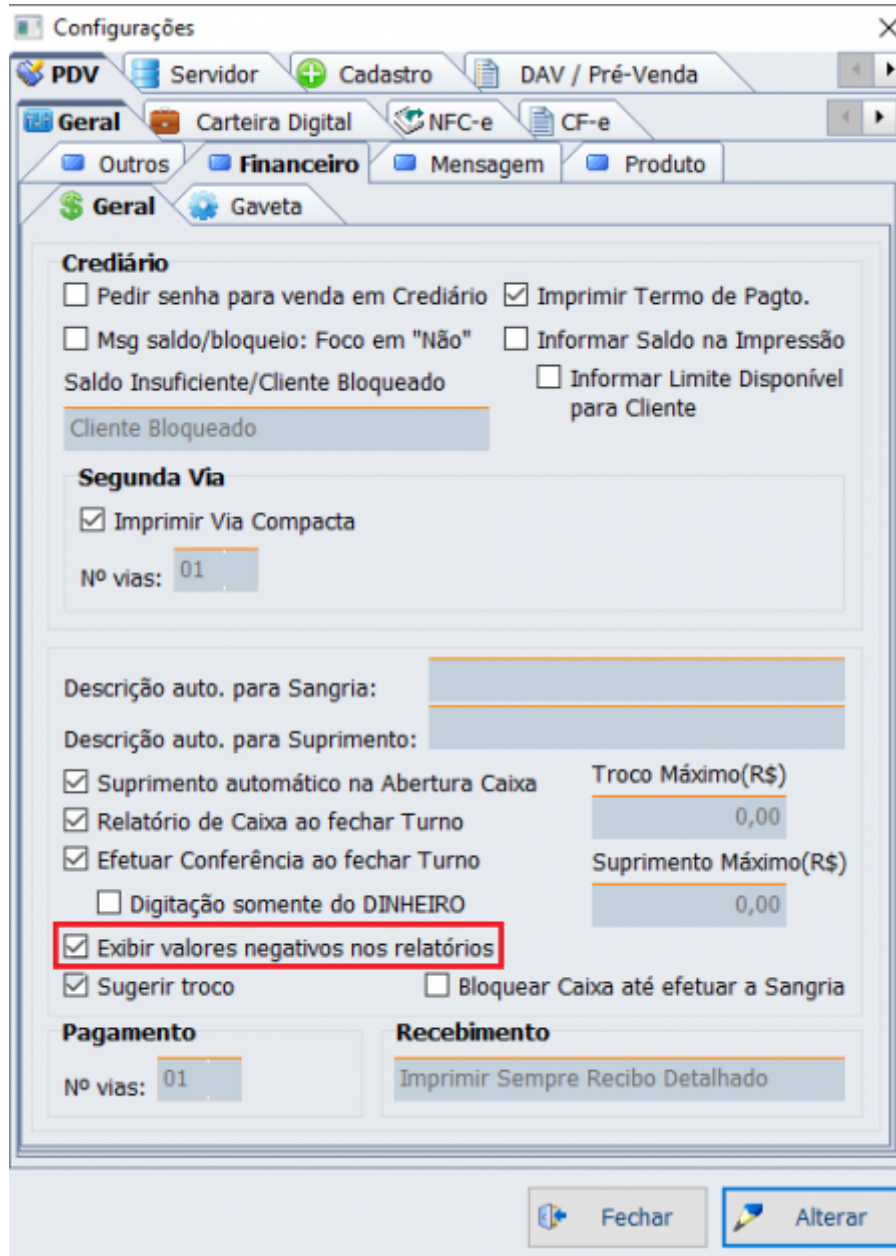 Configurações
PDV Servidor Cadastro DAV / Pré-Venda
Geral Carteira Digital NFC-e CF-e
Outros Financeiro Mensagem Produto
Geral Gaveta
Crediário
Pedir senha para venda em Crediário Imprimir Termo de Pagto.
Msg saldo/bloqueio: Foco em "Não" Informar Saldo na Impressão
Saldo Insuficiente/Cliente Bloqueado Informar Limite Disponível
para Cliente
Cliente Bloqueado
Segunda Via
Imprimir Via Compacta
Nº vias: 01
Descrição auto. para Sangria:
Descrição auto. para Suprimento:
Suprimento automático na Abertura Caixa Troco Máximo(R$)
Relatório de Caixa ao fechar Turno 0,00
Efetuar Conferência ao fechar Turno Suprimento Máximo(R$)
Digitação somente do DINHEIRO 0,00
Exibir valores negativos nos relatórios
Sugerir troco Bloquear Caixa até efetuar a Sangria
Pagamento Recebimento
Nº vias: 01 Imprimir Sempre Recibo Detalhado
Fechar Alterar